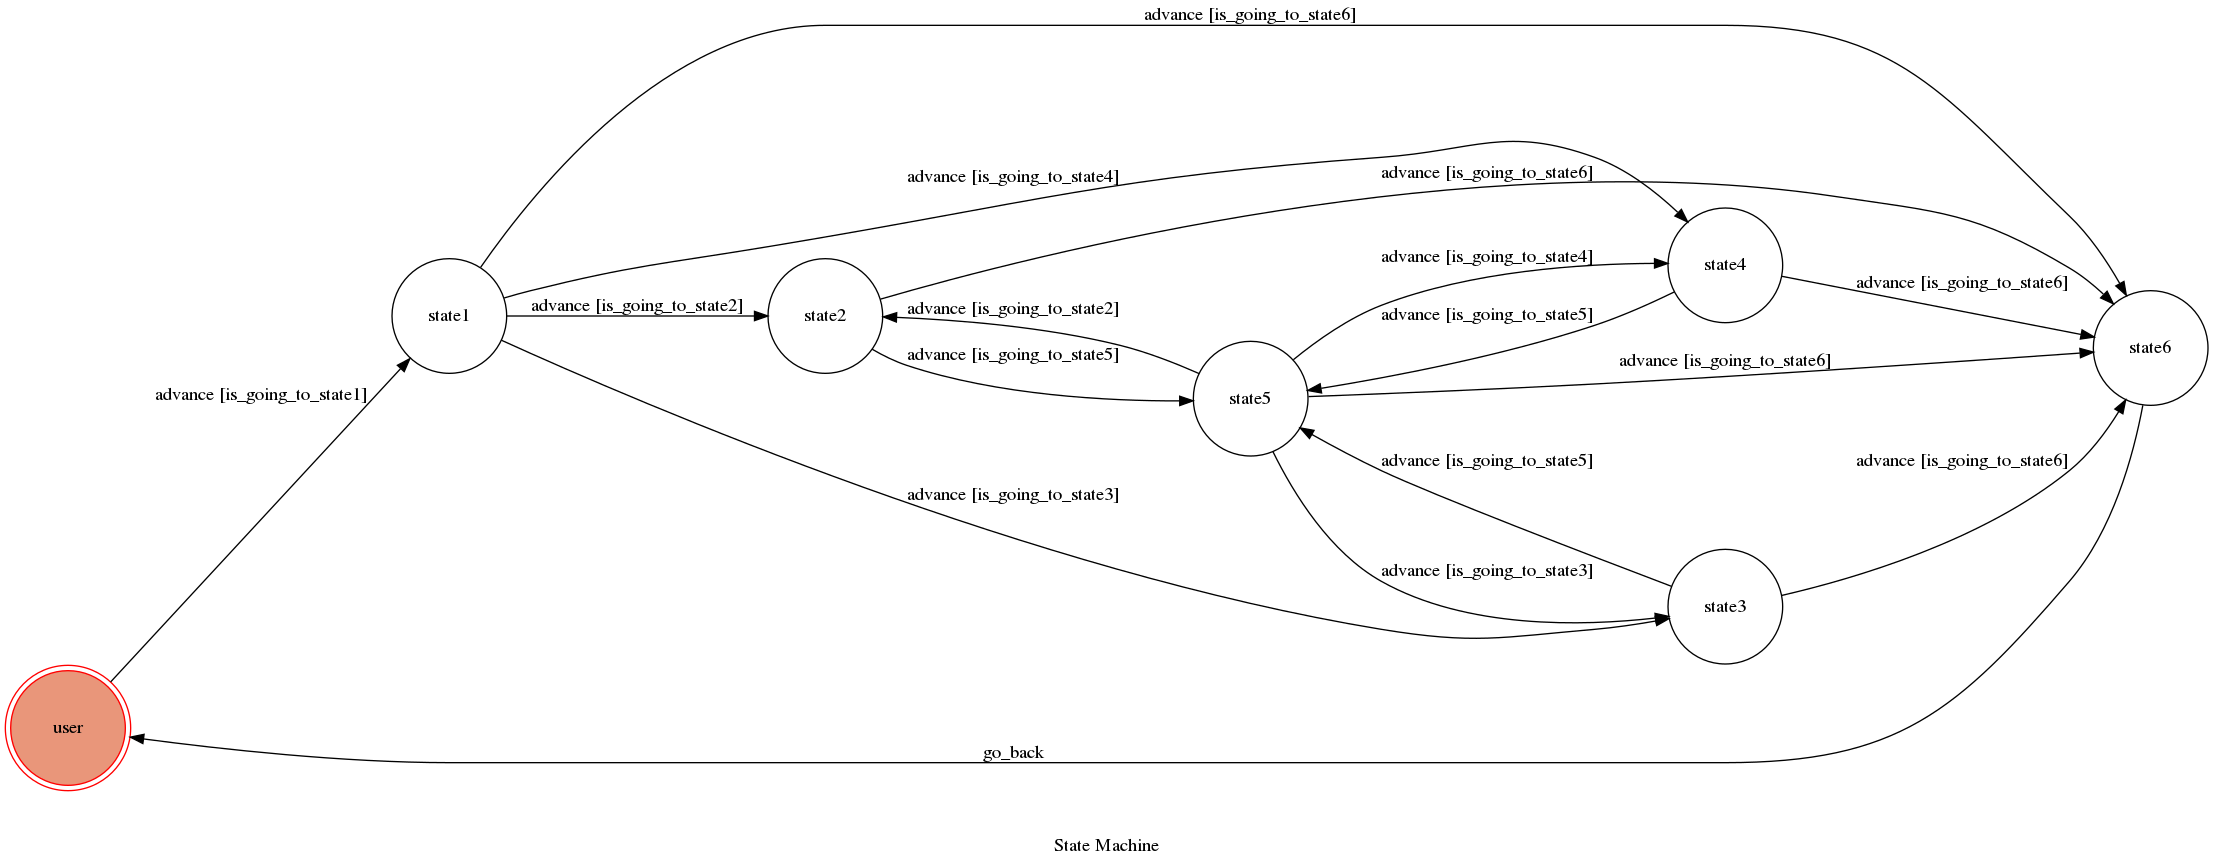 advance [is_going_to_state6]
advance [is_going_to_state4]
advance [is_going_to_state6]
advance [is_going_to_state4]
state4
advance [is_going_to_state6]
state1
advance [is_going_to_state2]
state2
advance [is_going_to_state2]
advance [is_going_to_state5]
advance [is_going_to_state5]
state6
advance [is_going_to_state6]
advance [is_going_to_state1]
state5
advance [is_going_to_state5]
advance [is_going_to_state6]
advance [is_going_to_state3]
advance [is_going_to_state3]
state3
user
go_back
State Machine